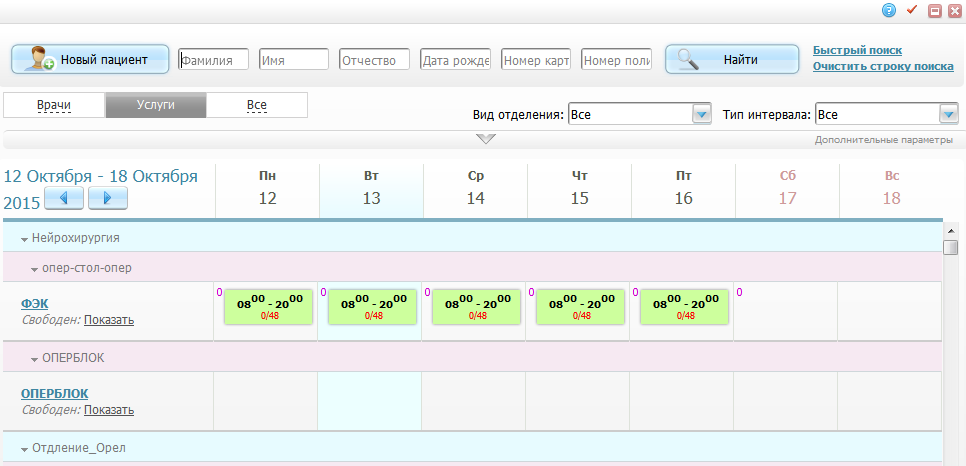 Новый пациент Фамилия Имя Отчество Дата рожде Номер карт Номер поли Найти Быстрый поиск
Очистить строку поиска
Врачи Услуги Все
Вид отделения: Все Тип интервала: Все
Дополнительные параметры
12 Октября - 18 Октября
2015
Пн Вт Ср Чт Пт Сб Вс
12 13 14 15 16 17 18
Нейрохирургия
опер-стол-опер
ФЭК
Свободен: Показать
0 08⁰⁰ - 20⁰⁰ 0 08⁰⁰ - 20⁰⁰ 0 08⁰⁰ - 20⁰⁰ 0 08⁰⁰ - 20⁰⁰ 0 08⁰⁰ - 20⁰⁰ 0
0/48 0/48 0/48 0/48 0/48
ОПЕРБЛОК
ОПЕРБЛОК
Свободен: Показать
Отдление_Орел